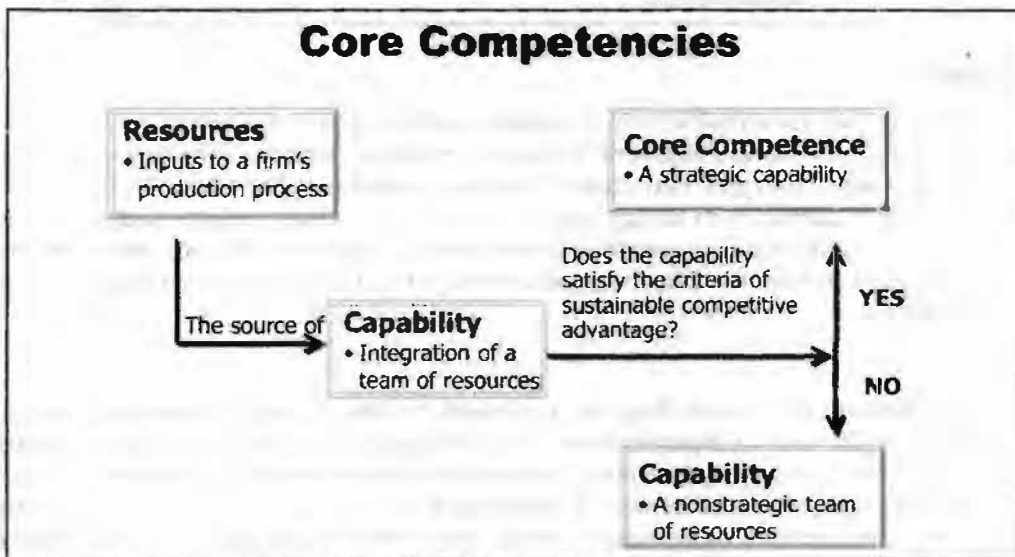 Core Competencies
Resources
• Inputs to a firm's
production process
Core Competence
• A strategic capability
Does the capability
satisfy the criteria of
sustainable competitive
advantage?
YES
The source of
Capability
• Integration of a
team of resources
NO
Capability
• A nonstrategic team
of resources